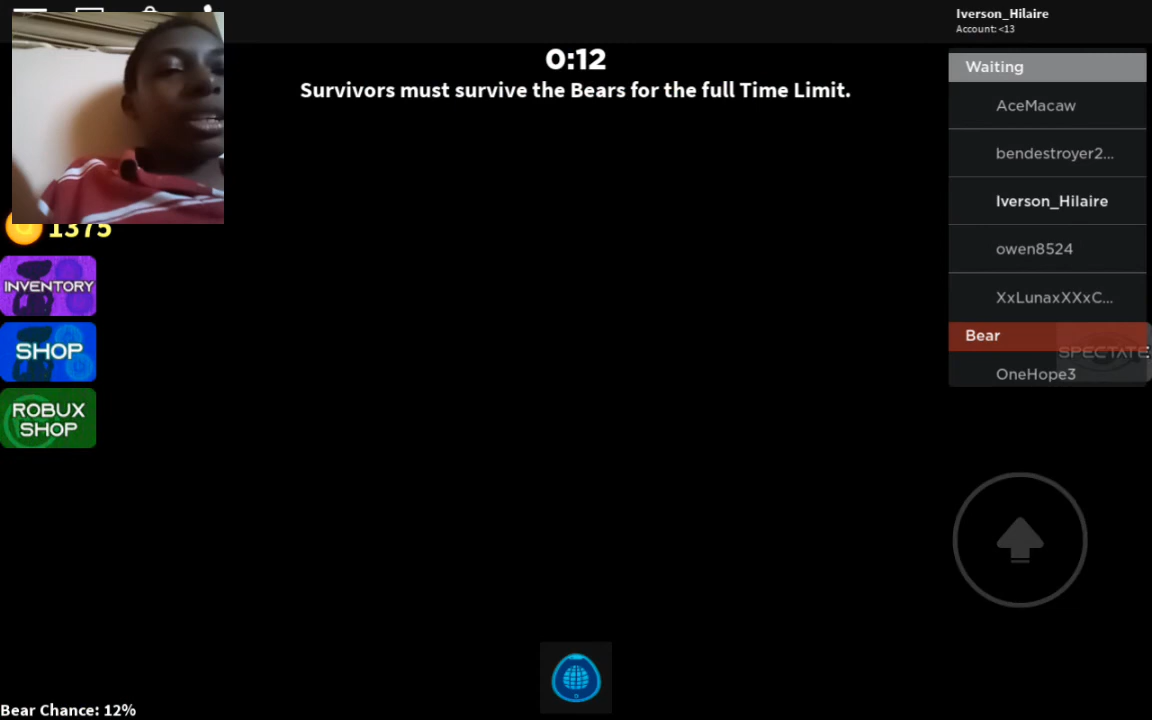 Iverson_Hilaire
Account: <13
0:12
Survivors must survive the Bears for the full Time Limit.
Waiting
AceMacaw
bendestroyer2...
Iverson_Hilaire
owen8524
XxLunaxXXxC...
Bear
SPECTATE
OneHope3
1375
INVENTORY
SHOP
ROBUX
SHOP
Bear Chance: 12%